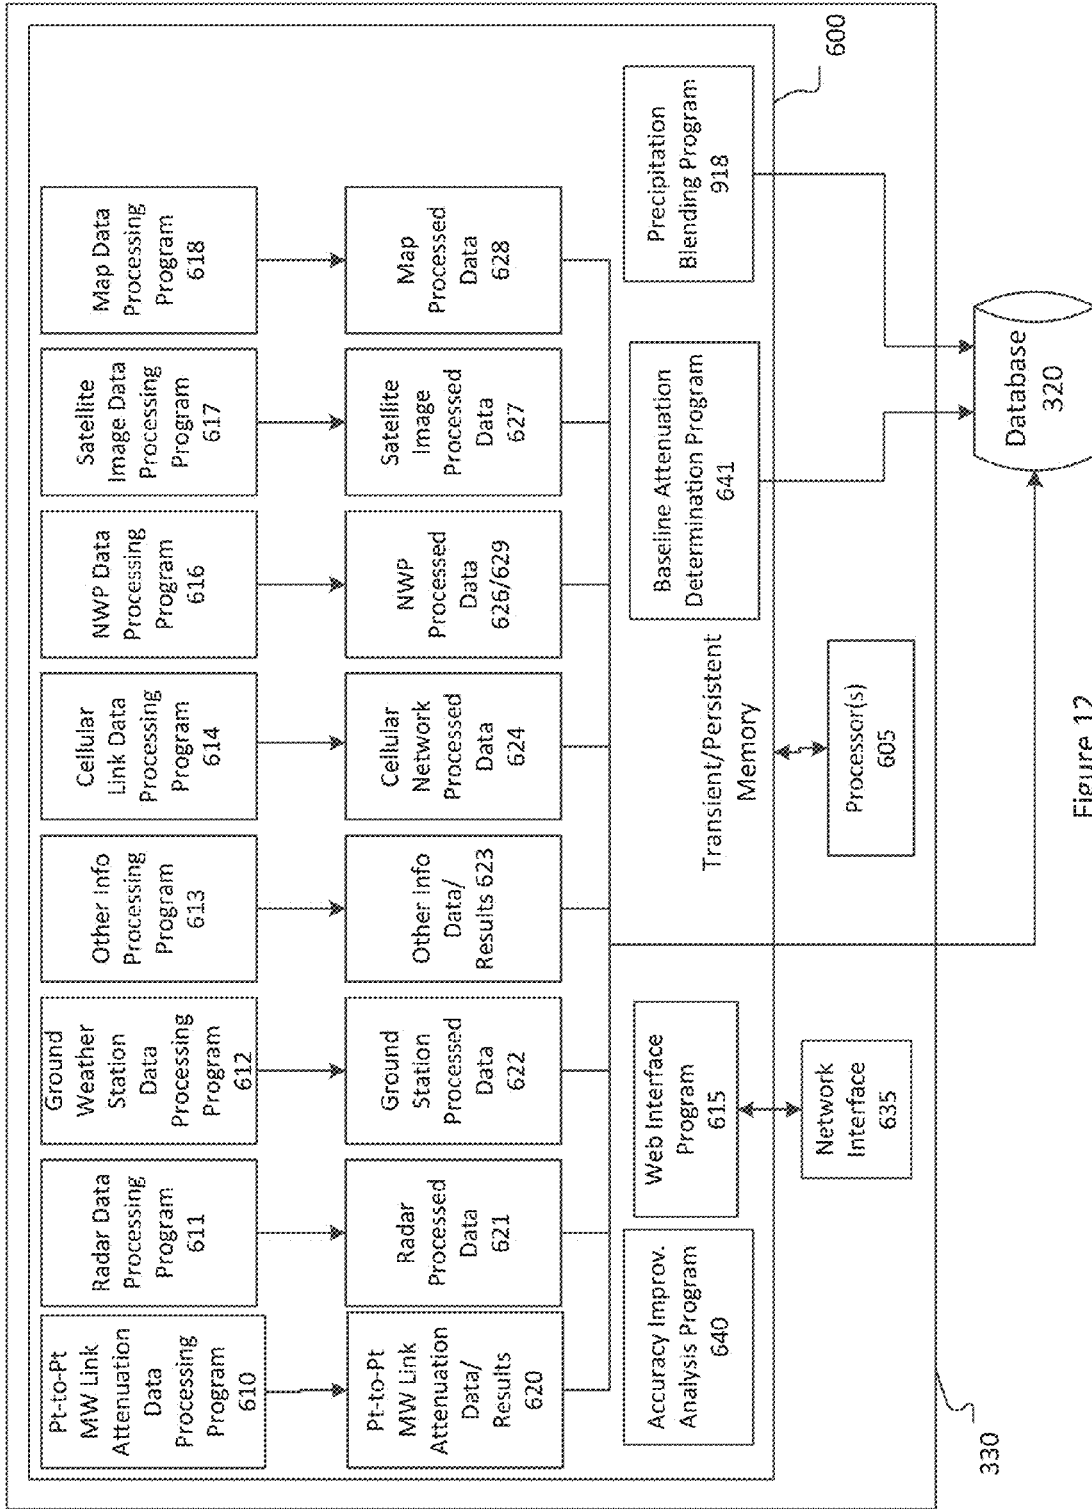 Pt-to-Pt
MW Link
Attenuation
Data
Processing
Program
610
Radar Data
Processing
Program
611
Ground
Weather
Station
Data
Processing
Program
612
Other Info
Processing
Program
613
Cellular
Link Data
Processing
Program
614
NWP Data
Processing
Program
616
Satellite
Image Data
Processing
Program
617
Map Data
Processing
Program
618
Pt-to-Pt
MW Link
Attenuation
Data/
Results
620
Radar
Processed
Data
621
Ground
Station
Processed
Data
622
Other Info
Data/
Results 623
Cellular
Network
Processed
Data
624
NWP
Processed
Data
626/629
Satellite
Image
Processed
Data
627
Map
Processed
Data
628
Accuracy Improv.
Analysis Program
640
Web Interface
Program
615
Transient/Persistent
Memory
Baseline Attenuation
Determination Program
641
Precipitation
Blending Program
918
600
Network
Interface
635
Processor(s)
605
330
Database
320
Figure 12